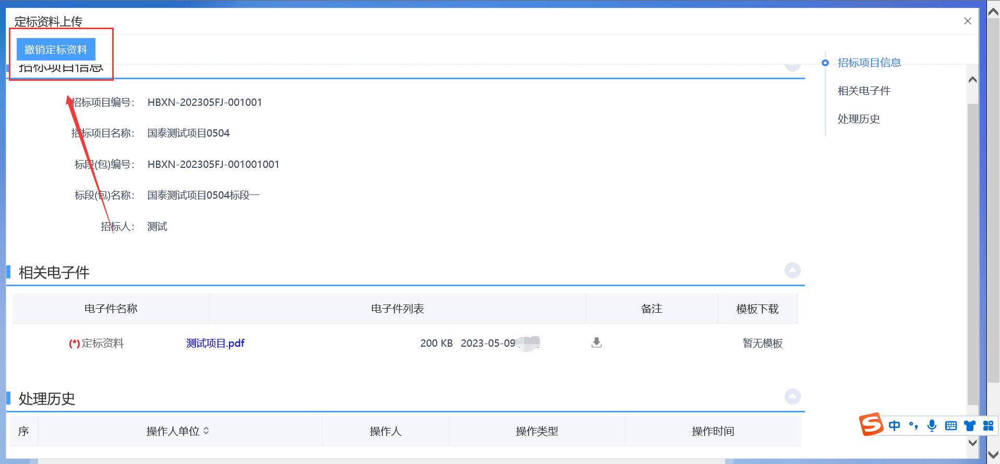 定标资料上传
撤销定标资料
招标项目信息
招标项目信息
相关电子件
处理历史
招标项目编号： HBXN-202305FJ-001001
招标项目名称： 国泰测试项目0504
标段(包)编号： HBXN-202305FJ-001001001
标段(包)名称： 国泰测试项目0504标段一
招标人： 测试
相关电子件
电子件名称 电子件列表 备注 模板下载
(*)定标资料 测试项目.pdf 200 KB 2023-05-09 暂无模板
处理历史
序 操作人单位 操作人 操作类型 操作时间
S 中